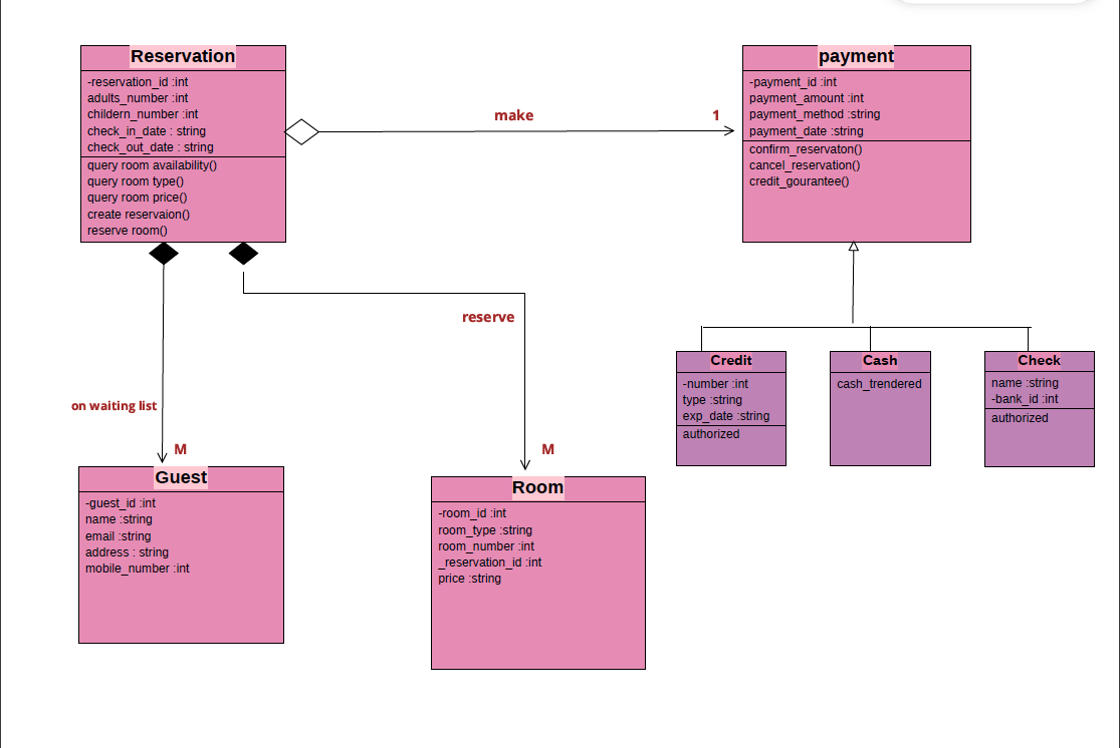 Reservation
-reservation_id :int
adults_number :int
childern_number :int
check_in_date : string
check_out_date : string
query room availability()
query room type()
query room price()
create reservaion()
reserve room()
make
1
payment
-payment_id :int
payment_amount :int
payment_method :string
payment_date :string
confirm_reservaton()
cancel_reservation()
credit_gourantee()
reserve
on waiting list
M
M
Credit
-number :int
type :string
exp_date :string
authorized
Cash
cash_trendered
Check
name :string
-bank_id :int
authorized
Guest
-guest_id :int
name :string
email :string
address : string
mobile_number :int
Room
-room_id :int
room_type :string
room_number :int
_reservation_id :int
price :string